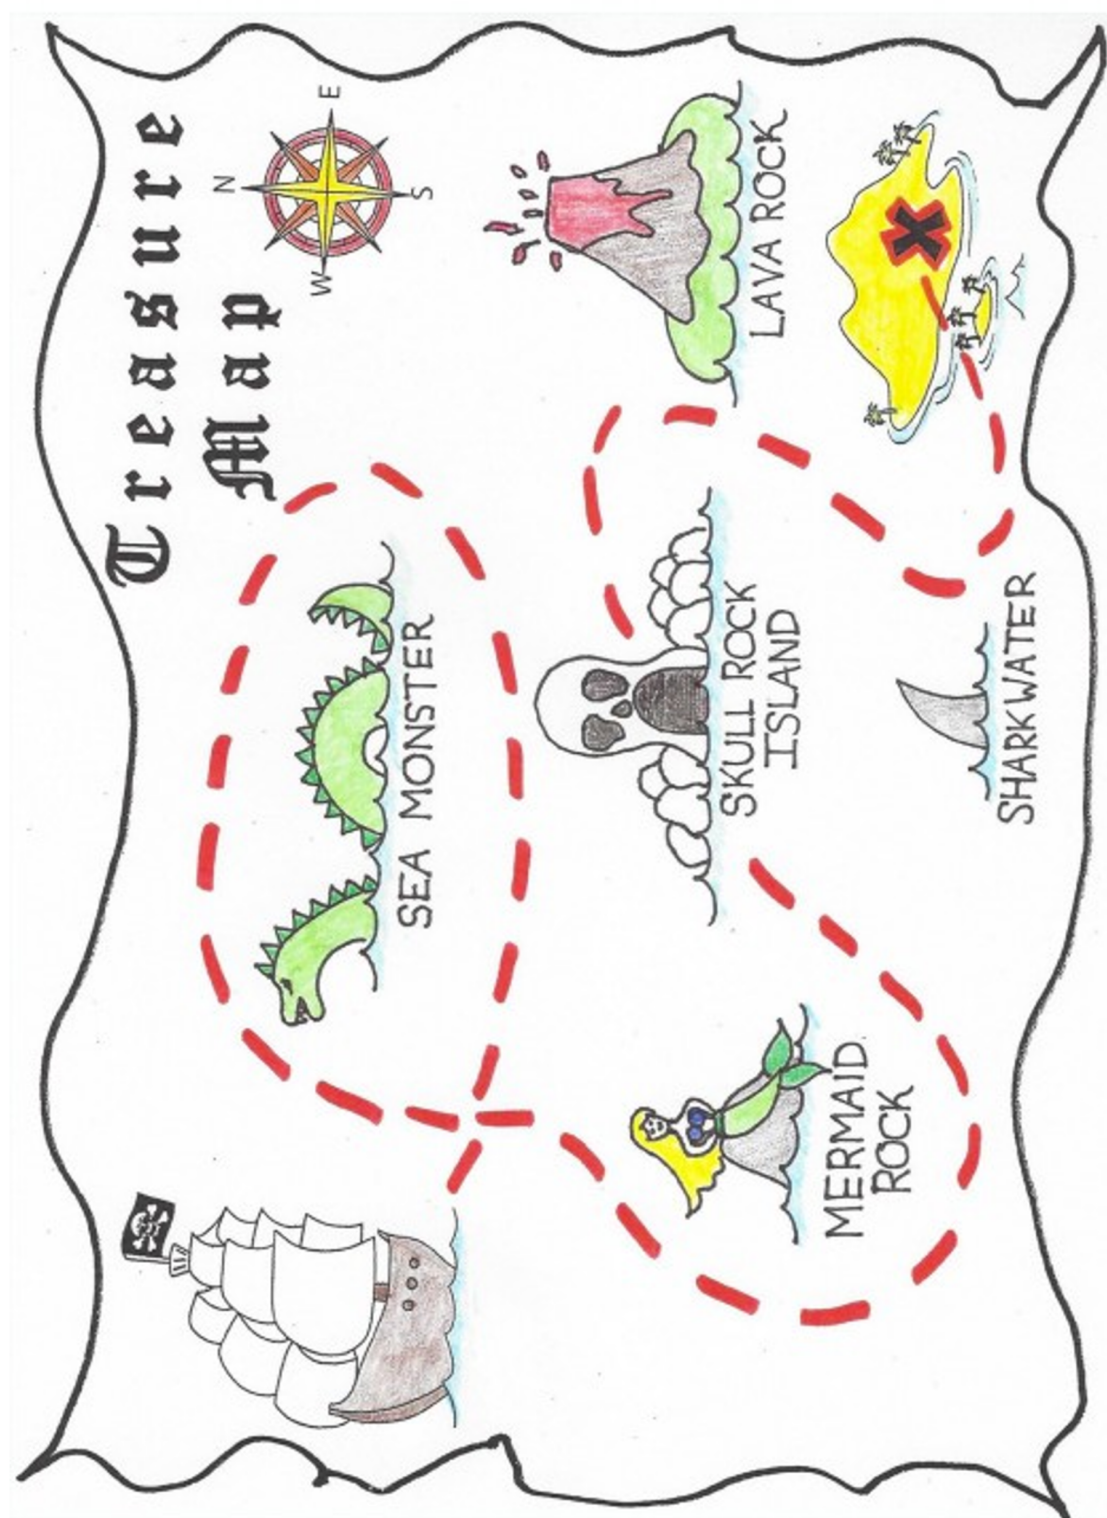 Treasure
Map
N
W E
S
SEA MONSTER
SKULL ROCK
ISLAND
LAVA ROCK
MERMAID
ROCK
SHARKWATER
X